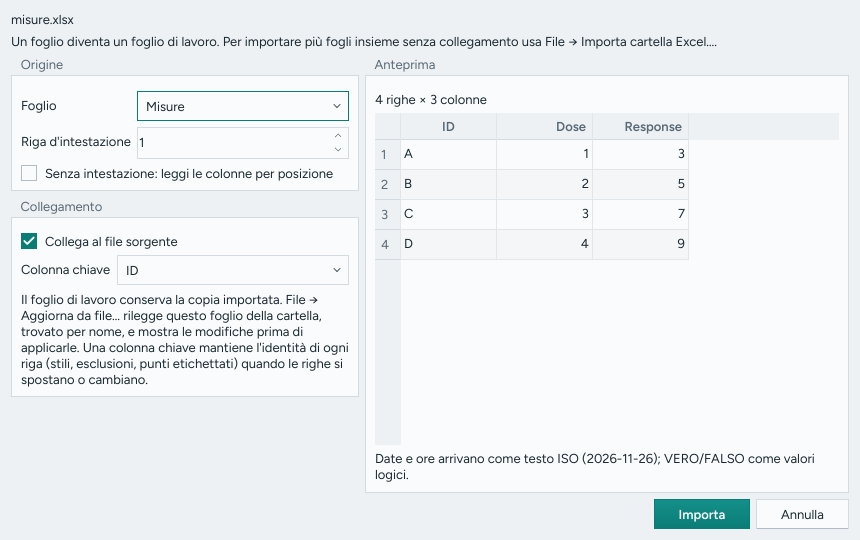 misure.xlsx
Un foglio diventa un foglio di lavoro. Per importare più fogli insieme senza collegamento usa File → Importa cartella Excel....
Origine
Foglio
Misure
Riga d'intestazione
1
Senza intestazione: leggi le colonne per posizione
Collegamento
Collega al file sorgente
Colonna chiave
ID
Il foglio di lavoro conserva la copia importata. File →
Aggiorna da file... rilegge questo foglio della cartella,
trovato per nome, e mostra le modifiche prima di
applicarle. Una colonna chiave mantiene l'identità di ogni
riga (stili, esclusioni, punti etichettati) quando le righe si
spostano o cambiano.
Anteprima
4 righe × 3 colonne
ID Dose Response
1 A 1 3
2 B 2 5
3 C 3 7
4 D 4 9
Date e ore arrivano come testo ISO (2026-11-26); VERO/FALSO come valori
logici.
Importa
Annulla